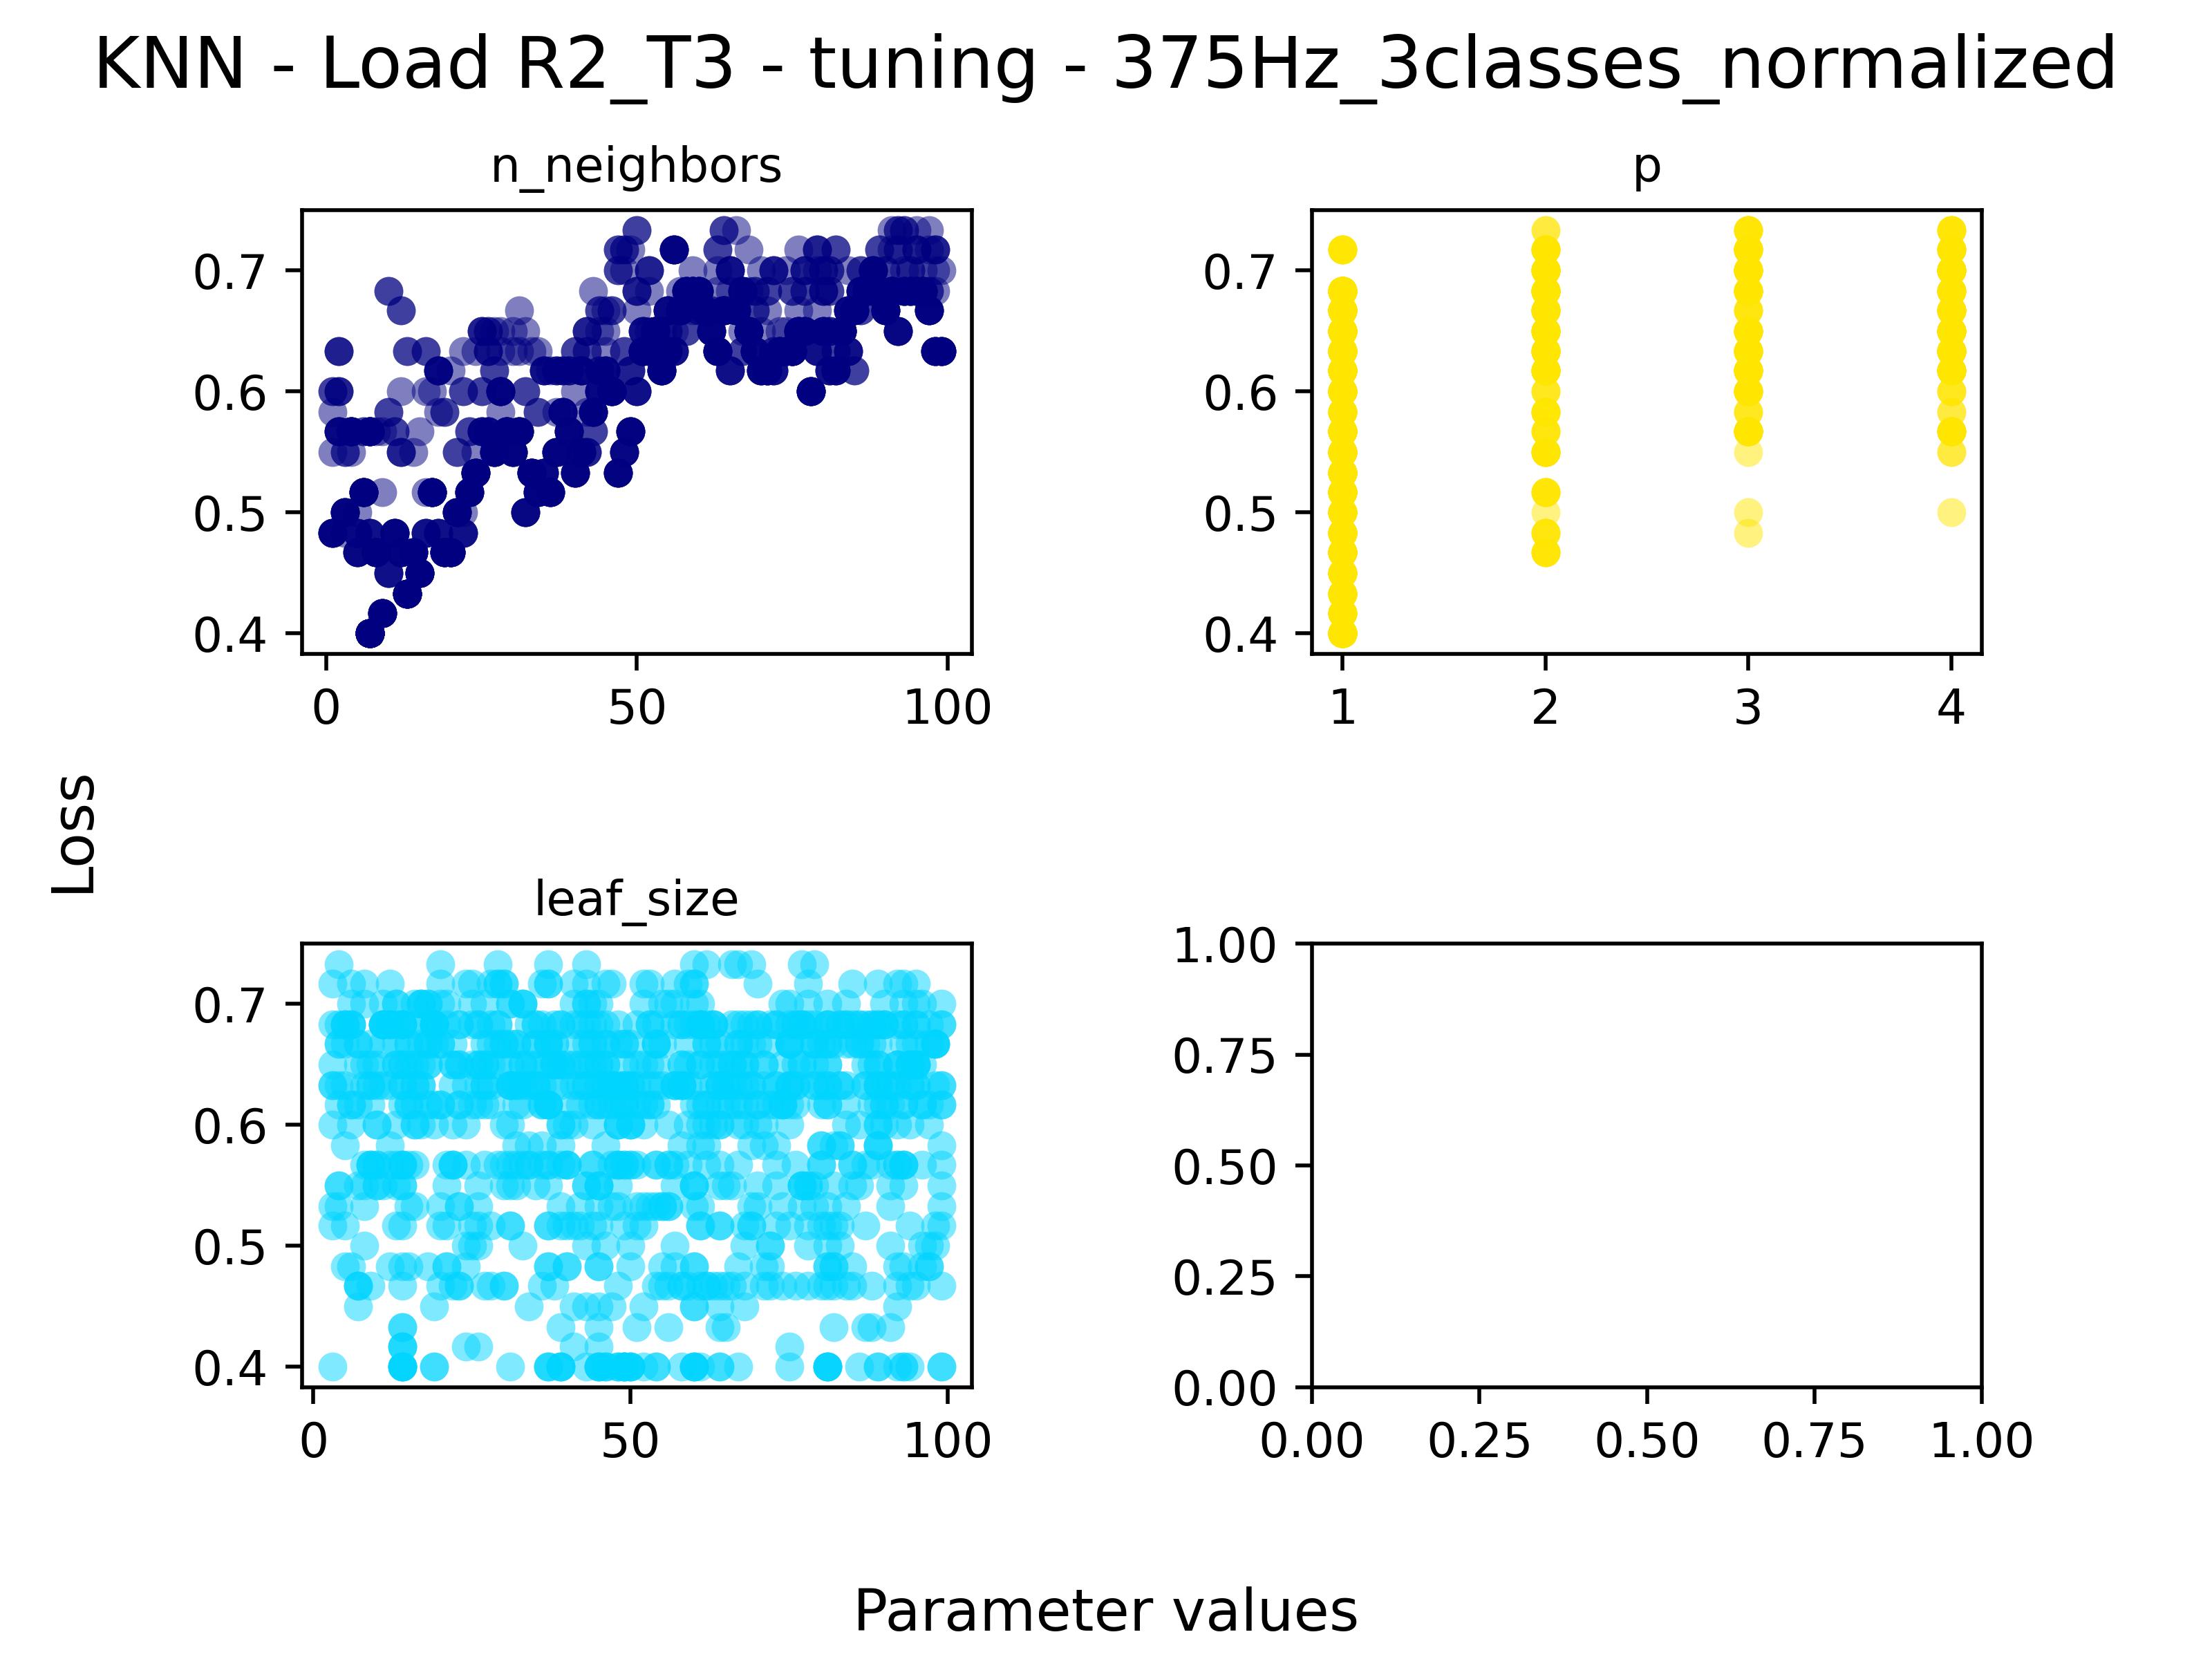 KNN - Load R2_T3 - tuning - 375Hz_3classes_normalized
n_neighbors
0.7
0.6
0.5
0.4
0 50 100
p
0.7
0.6
0.5
0.4
1 2 3 4
Loss
leaf_size
0.7
0.6
0.5
0.4
0 50 100
1.00
0.75
0.50
0.25
0.00
0.00 0.25 0.50 0.75 1.00
Parameter values